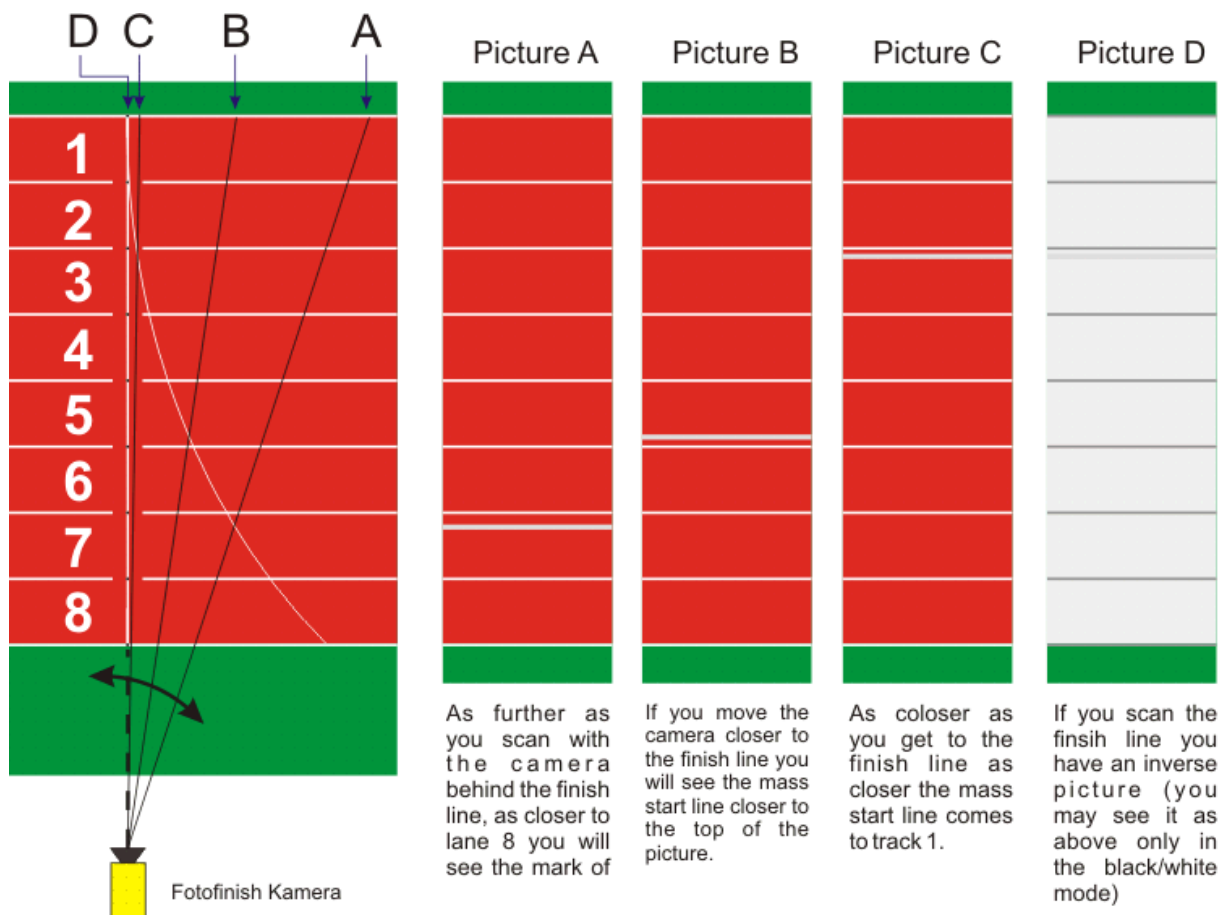 D C B A
Picture A
Picture B
Picture C
Picture D
1
2
3
4
5
6
7
8
Fotofinish Kamera
As further as
you scan with
the camera
behind the finish
line, as closer to
lane 8 you will
see the mark of
If you move the
camera closer to
the finish line you
will see the mass
start line closer to
the top of the
picture.
As coloser as
you get to the
finish line as
closer the mass
start line comes
to track 1.
If you scan the
finsih line you
have an inverse
picture (you
may see it as
above only in
the black/white
mode)